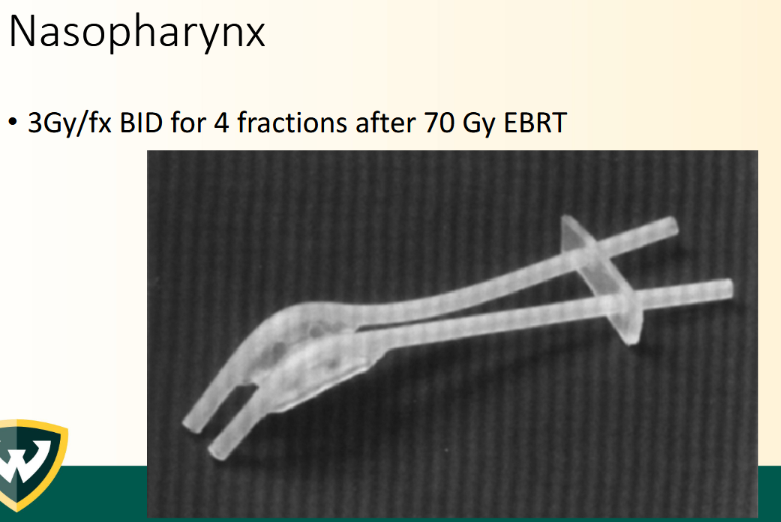 Nasopharynx
• 3Gy/fx BID for 4 fractions after 70 Gy EBRT
W